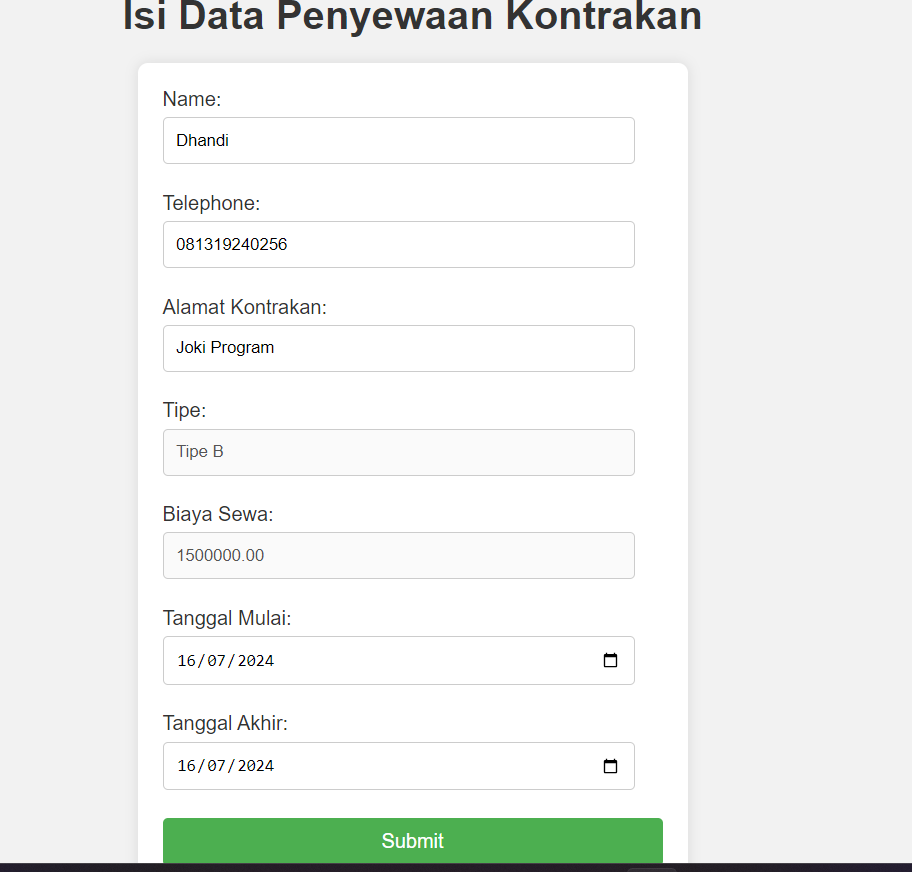 Isi Data Penyewaan Kontrakan
Name:
Dhandi
Telephone:
081319240256
Alamat Kontrakan:
Joki Program
Tipe:
Tipe B
Biaya Sewa:
1500000.00
Tanggal Mulai:
16/07/2024
Tanggal Akhir:
16/07/2024
Submit